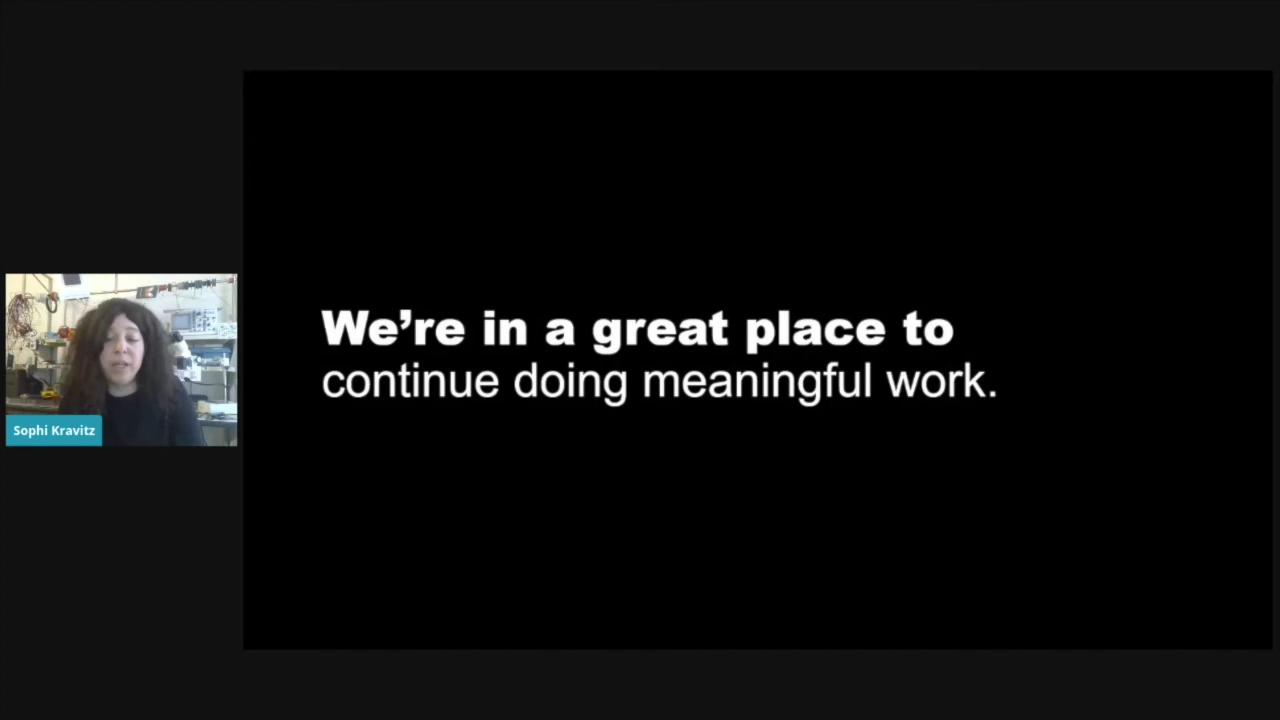 Sophi Kravitz
We’re in a great place to
continue doing meaningful work.